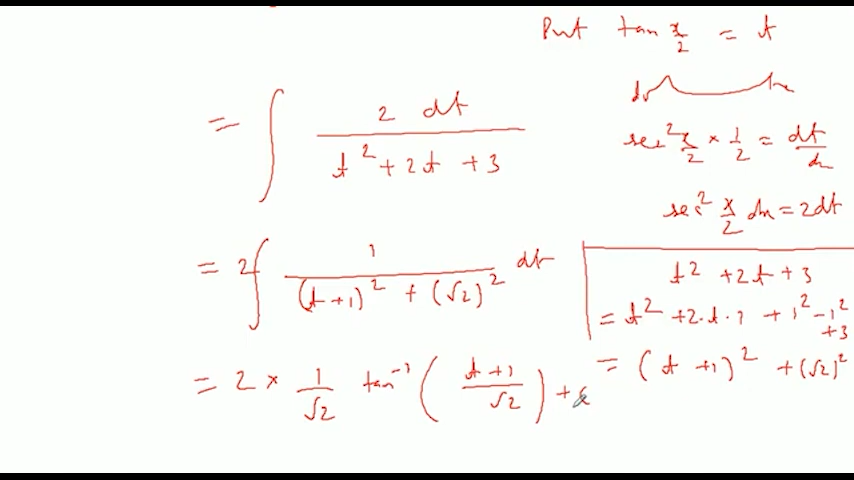 Put tan x/2 = t
dw x
= ∫ 2 dt / t² + 2t + 3
sec² x/2 × 1/2 = dt/dx
sec² x/2 dx = 2dt
= 2∫ 1 / (t+1)² + (√2)² dt
t² + 2t + 3
= t² + 2·t·1 + 1² - 1² + 3
= (t + 1)² + (√2)²
= 2 × 1/√2 tan⁻¹ ( t + 1 / √2 ) + c